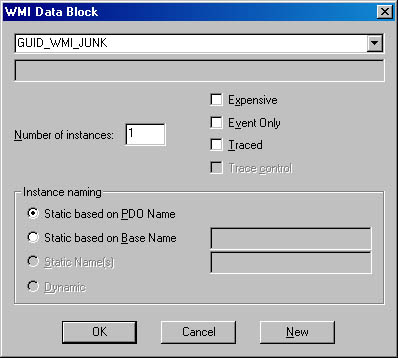 WMI Data Block
GUID_WMI_JUNK
Expensive
Event Only
Number of instances: 1
Traced
Trace control
Instance naming
Static based on PDO Name
Static based on Base Name
Static Name(s)
Dynamic
OK Cancel New